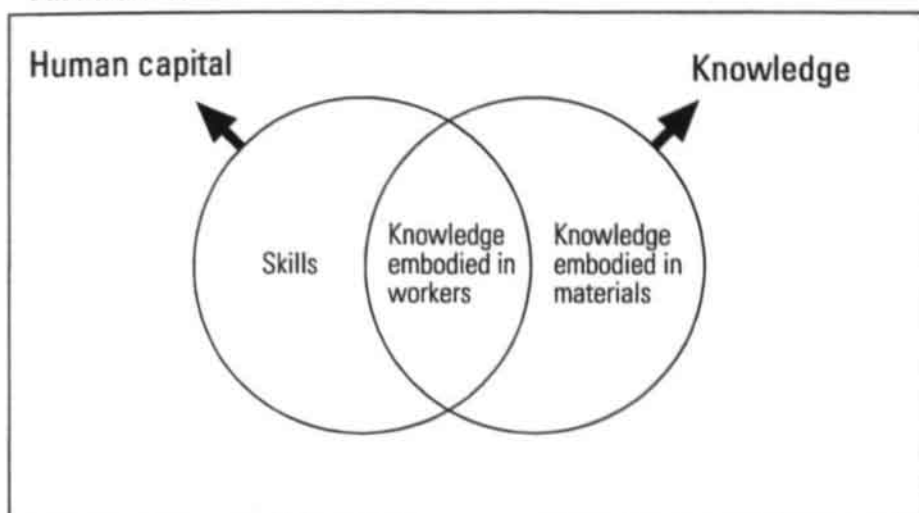 Human capital
Knowledge
Skills
Knowledge
embodied in
workers
Knowledge
embodied in
materials